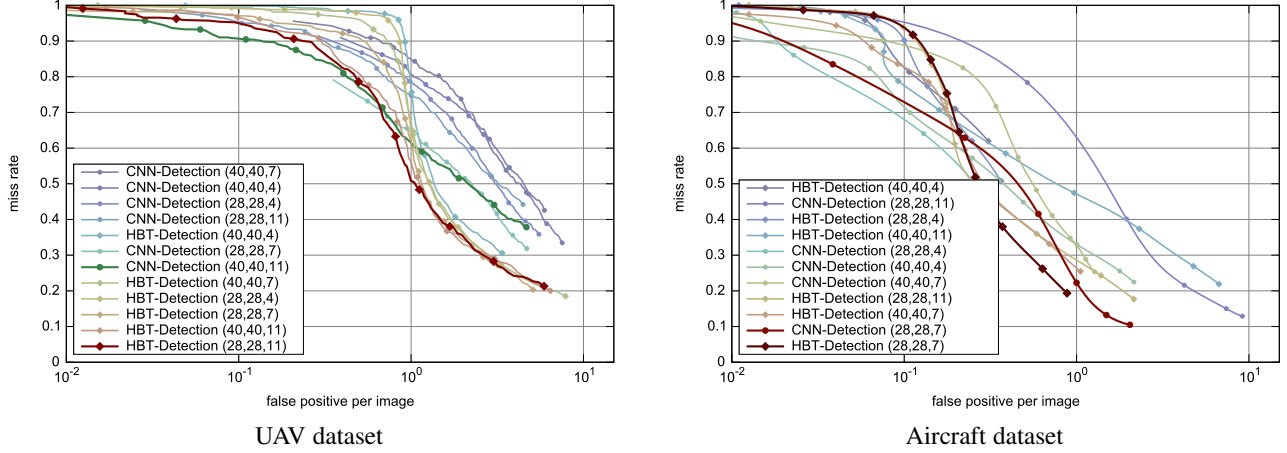 1
0.9
0.8
0.7
0.6
0.5
0.4
0.3
0.2
0.1
0
miss rate
CNN-Detection (40,40,7)
CNN-Detection (40,40,4)
CNN-Detection (28,28,4)
CNN-Detection (28,28,11)
HBT-Detection (40,40,4)
CNN-Detection (28,28,7)
CNN-Detection (40,40,11)
HBT-Detection (40,40,7)
HBT-Detection (28,28,4)
HBT-Detection (28,28,7)
HBT-Detection (40,40,11)
HBT-Detection (28,28,11)
10-2 10-1 100 101
false positive per image
UAV dataset
1
0.9
0.8
0.7
0.6
0.5
0.4
0.3
0.2
0.1
0
miss rate
HBT-Detection (40,40,4)
CNN-Detection (28,28,11)
HBT-Detection (28,28,4)
HBT-Detection (40,40,11)
CNN-Detection (28,28,4)
CNN-Detection (40,40,4)
CNN-Detection (40,40,7)
HBT-Detection (28,28,11)
HBT-Detection (40,40,7)
CNN-Detection (28,28,7)
HBT-Detection (28,28,7)
10-2 10-1 100 101
false positive per image
Aircraft dataset